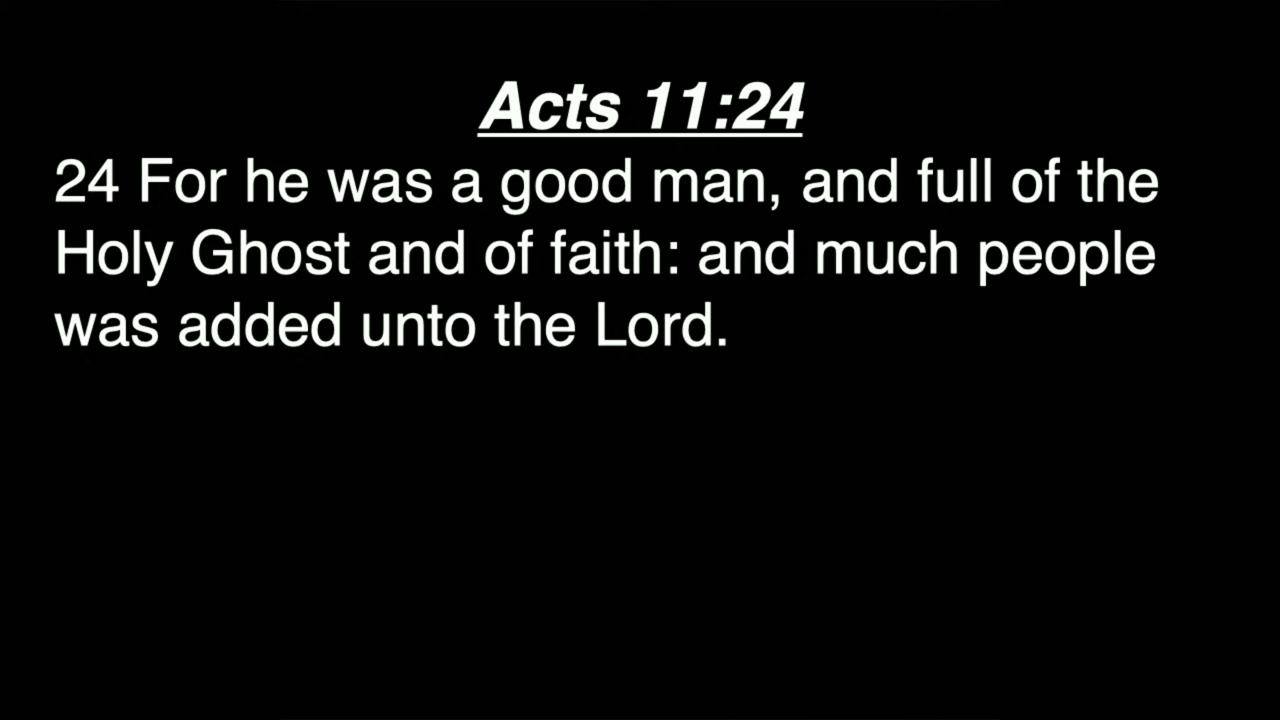 Acts 11:24
24 For he was a good man, and full of the
Holy Ghost and of faith: and much people
was added unto the Lord.